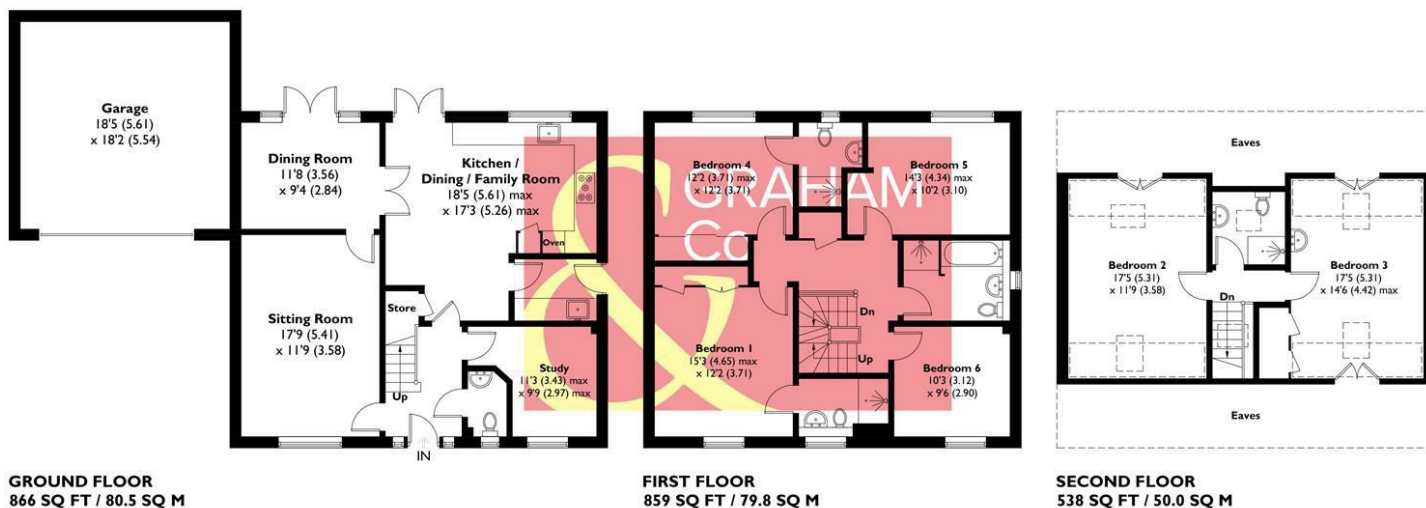 Garage
18'5 (5.61)
x 18'2 (5.54)
Dining Room
11'8 (3.56)
x 9'4 (2.84)
Kitchen /
Dining / Family Room
18'5 (5.61) max
x 17'3 (5.26) max
Oven
Sitting Room
17'9 (5.41)
x 11'9 (3.58)
Store
Up
Study
11'3 (3.43) max
x 9'9 (2.97) max
IN
GROUND FLOOR
866 SQ FT / 80.5 SQ M
Bedroom 4
12'2 (3.71) max
x 12'2 (3.71)
Bedroom 5
14'3 (4.34) max
x 10'2 (3.10)
GRAHAM
Co
&
Dn
Up
Bedroom 1
15'3 (4.65) max
x 12'2 (3.71)
Bedroom 6
10'3 (3.12)
x 9'6 (2.90)
FIRST FLOOR
859 SQ FT / 79.8 SQ M
Eaves
Bedroom 2
17'5 (5.31)
x 11'9 (3.58)
Dn
Bedroom 3
17'5 (5.31)
x 14'6 (4.42) max
Eaves
SECOND FLOOR
538 SQ FT / 50.0 SQ M